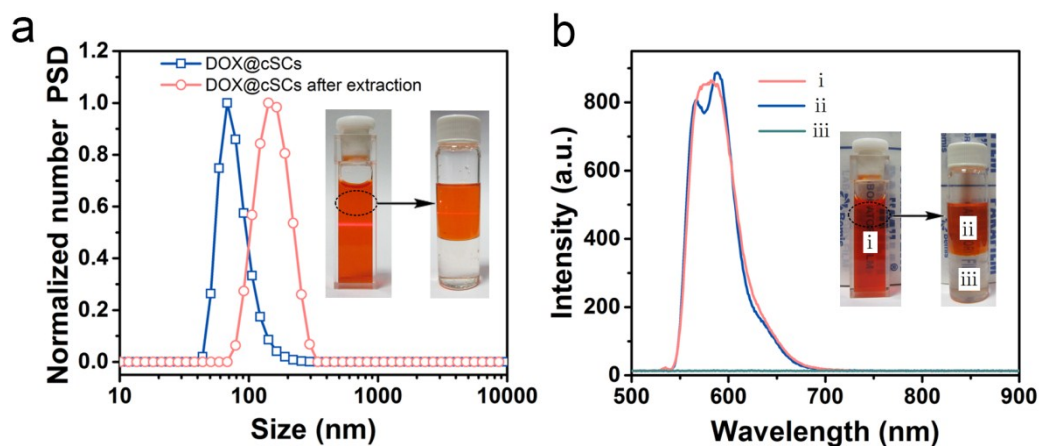 a
Normalized number PSD
1.2
1.0
0.8
0.6
0.4
0.2
0.0
DOX@cSCs
DOX@cSCs after extraction
10
100
1000
10000
Size (nm)
b
Intensity (a.u.)
800
600
400
200
0
i
ii
iii
i
ii
iii
500
600
700
800
900
Wavelength (nm)